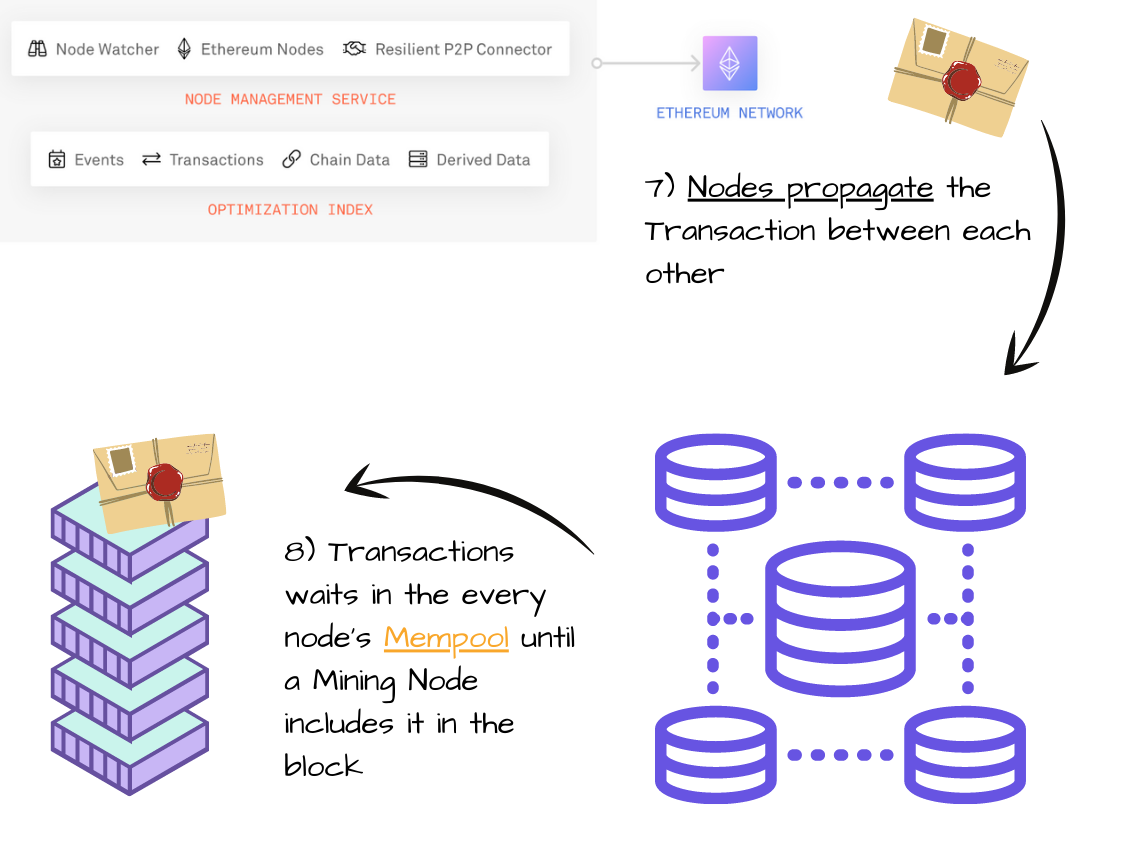 Node Watcher Ethereum Nodes Resilient P2P Connector
NODE MANAGEMENT SERVICE
ETHEREUM NETWORK
Events Transactions Chain Data Derived Data
OPTIMIZATION INDEX
7) Nodes propagate the
Transaction between each
other
8) Transactions
waits in the every
node's Mempool until
a Mining Node
includes it in the
block